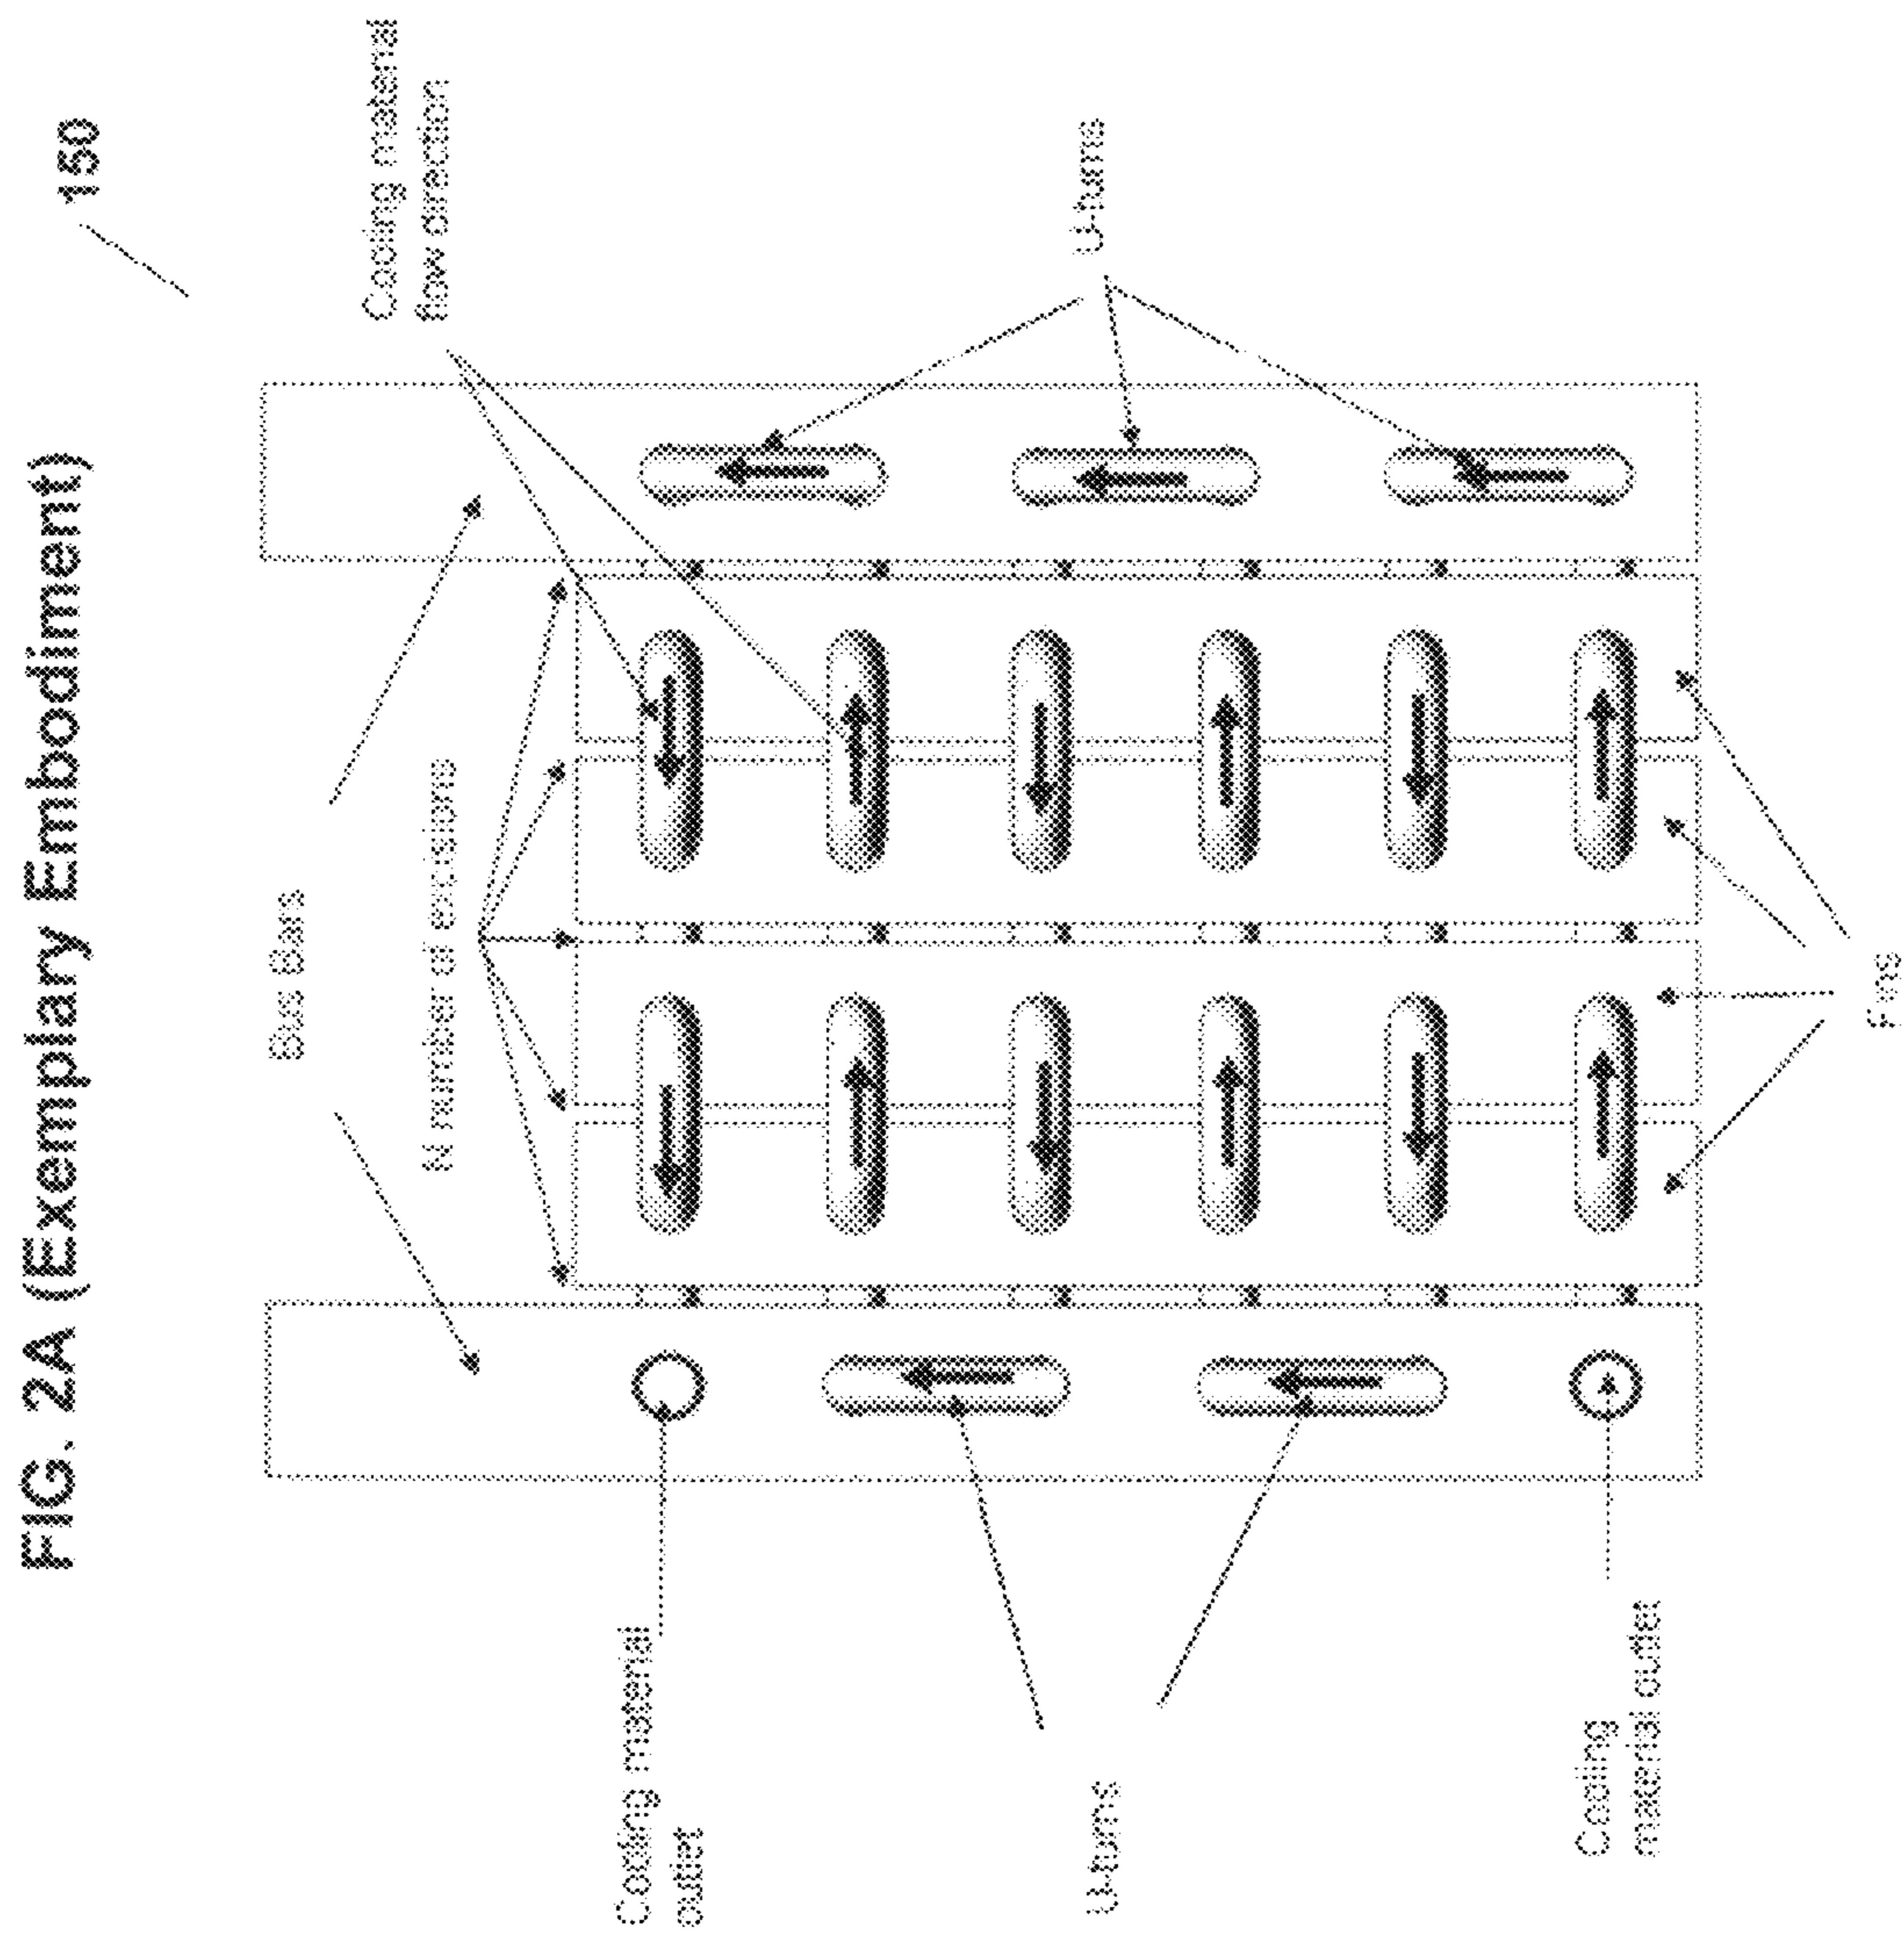 FIG. 2A (Exemplary Embodiment)
150
Cooling material
flow direction
Bus Bars
N number of excisions
U-turns
Cooling material
outlet
U-turns
Cooling
material outlet
Fins